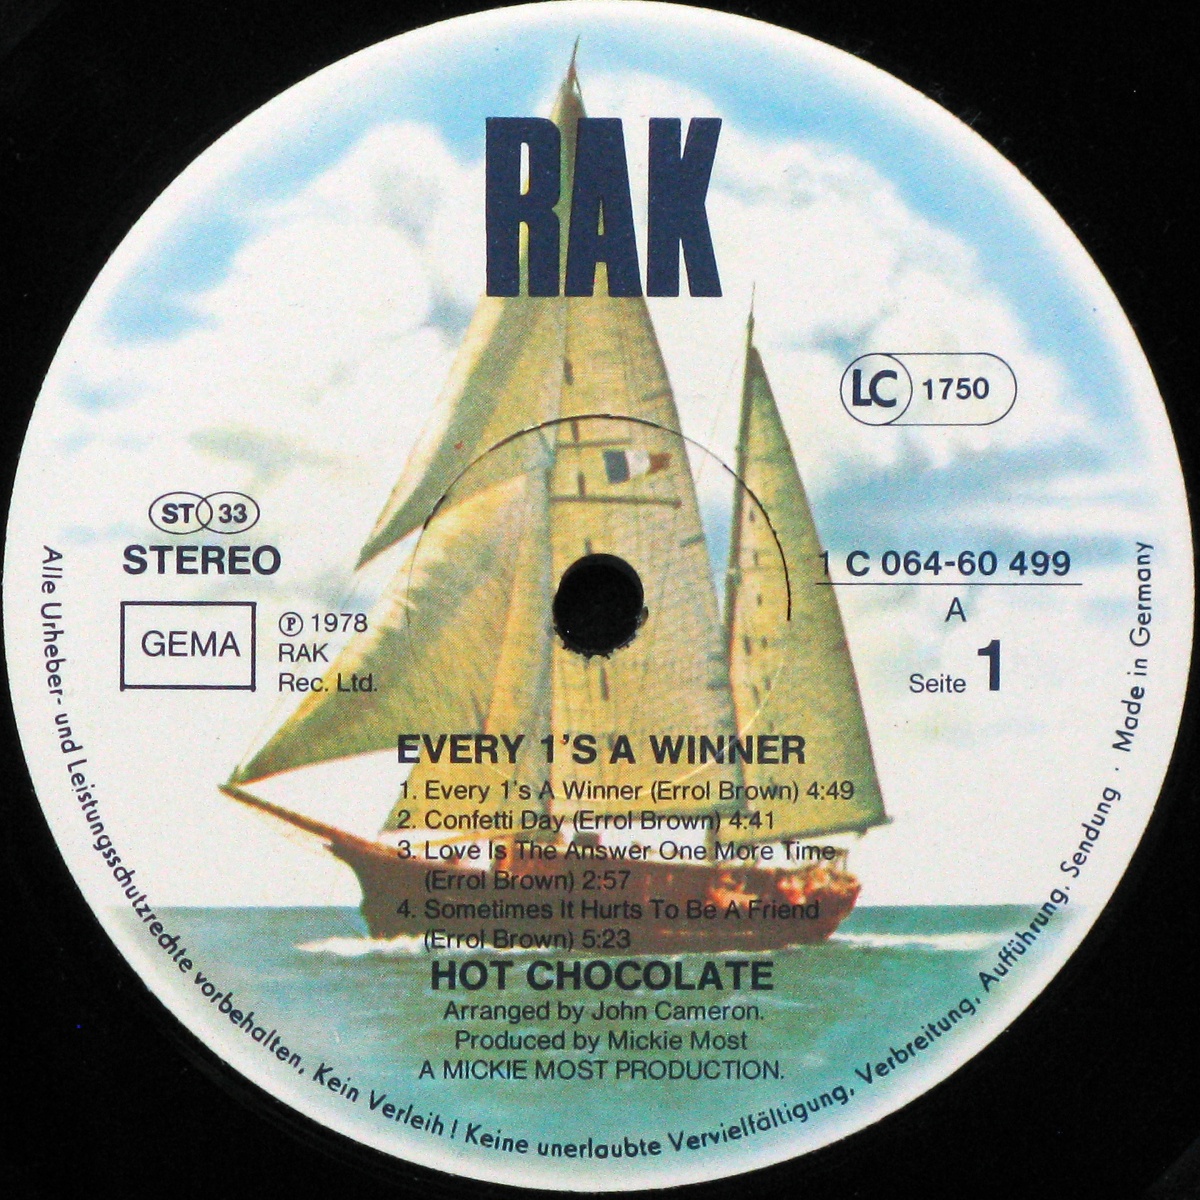 RAK
LC 1750
ST 33
STEREO
1 C 064-60 499
A
GEMA
Ⓟ 1978
RAK
Rec. Ltd.
Seite 1
EVERY 1'S A WINNER
1. Every 1's A Winner (Errol Brown) 4:49
2. Confetti Day (Errol Brown) 4:41
3. Love Is The Answer One More Time
(Errol Brown) 2:57
4. Sometimes It Hurts To Be A Friend
(Errol Brown) 5:23
HOT CHOCOLATE
Arranged by John Cameron.
Produced by Mickie Most
A MICKIE MOST PRODUCTION.
Alle Urheber- und Leistungsschutzrechte vorbehalten, Kein Verleih! Keine unerlaubte Vervielfältigung, Verbreitung, Aufführung, Sendung · Made in Germany